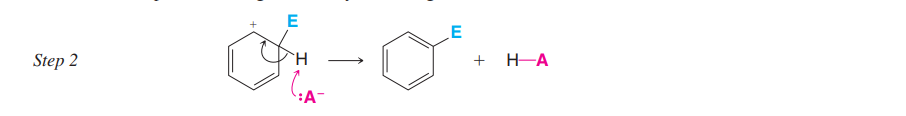 + E
Step 2 H E + H—A
:A⁻